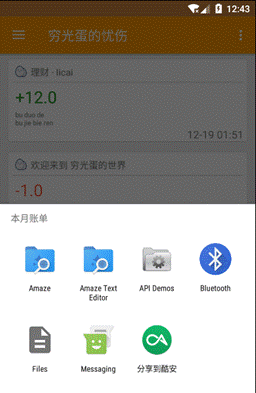 12:43
穷光蛋的忧伤
理财 - licai
+12.0
bu duo de
bu jie bie ren
12-19 01:51
欢迎来到 穷光蛋的世界
-1.0
本月账单
Amaze
Amaze Text Editor
API Demos
Bluetooth
Files
Messaging
分享到酷安